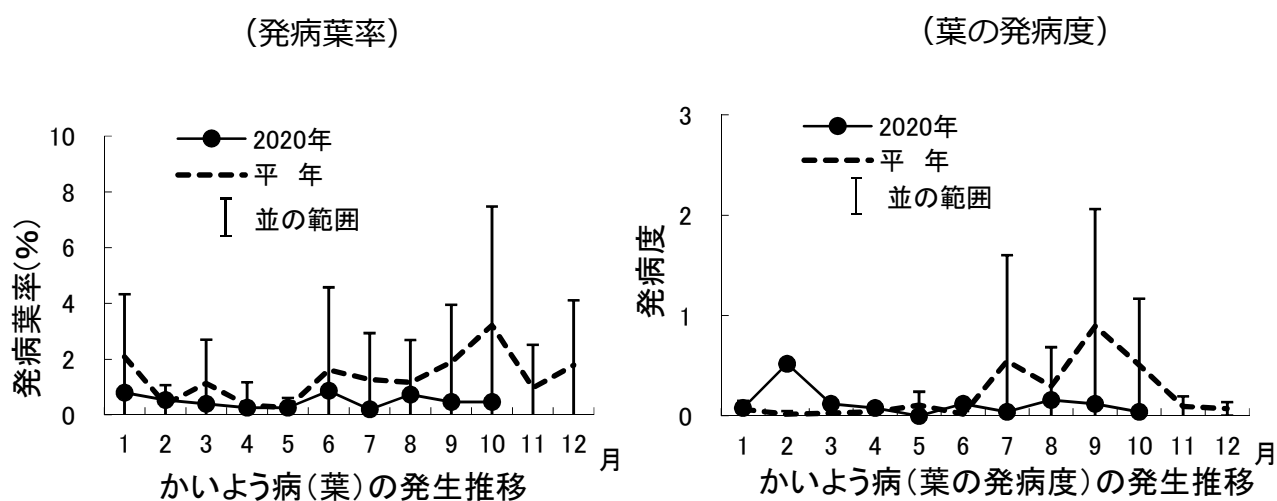 (発病葉率)
10
8
6
4
2
0
発病葉率(%)
2020年
平 年
並の範囲
1 2 3 4 5 6 7 8 9 10 11 12
月
かいよう病(葉)の発生推移
(葉の発病度)
3
2
1
0
発病度
2020年
平 年
並の範囲
1 2 3 4 5 6 7 8 9 10 11 12
月
かいよう病(葉の発病度)の発生推移